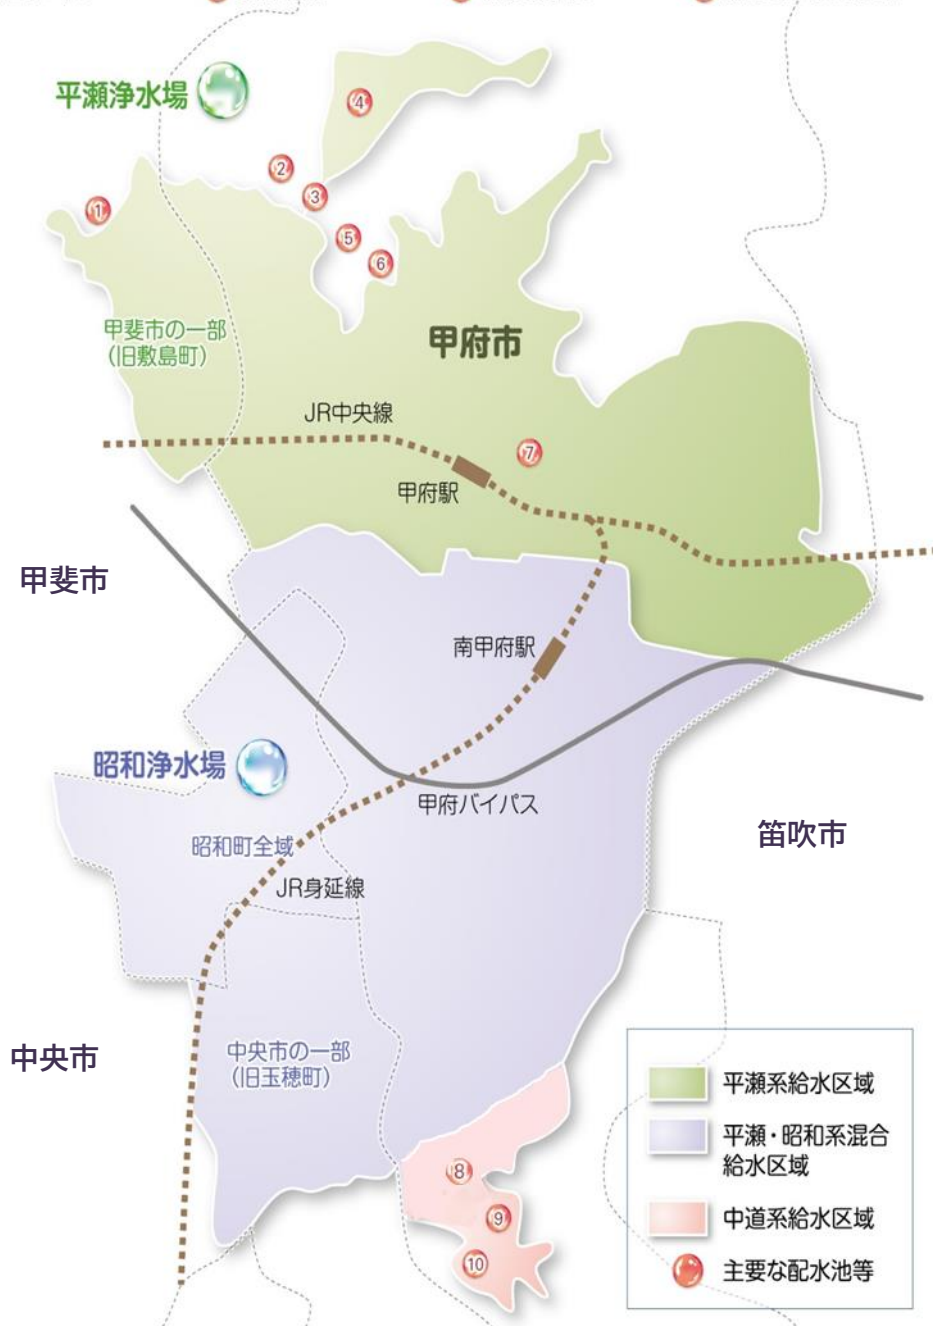 平瀬浄水場
④
②
③
①
⑤
⑥
甲斐市の一部
(旧敷島町)
甲府市
JR中央線
⑦
甲府駅
甲斐市
南甲府駅
昭和浄水場
甲府バイパス
笛吹市
昭和町全域
JR身延線
中央市
中央市の一部
(旧玉穂町)
⑧
⑨
⑩
平瀬系給水区域
平瀬・昭和系混合
給水区域
中道系給水区域
主要な配水池等